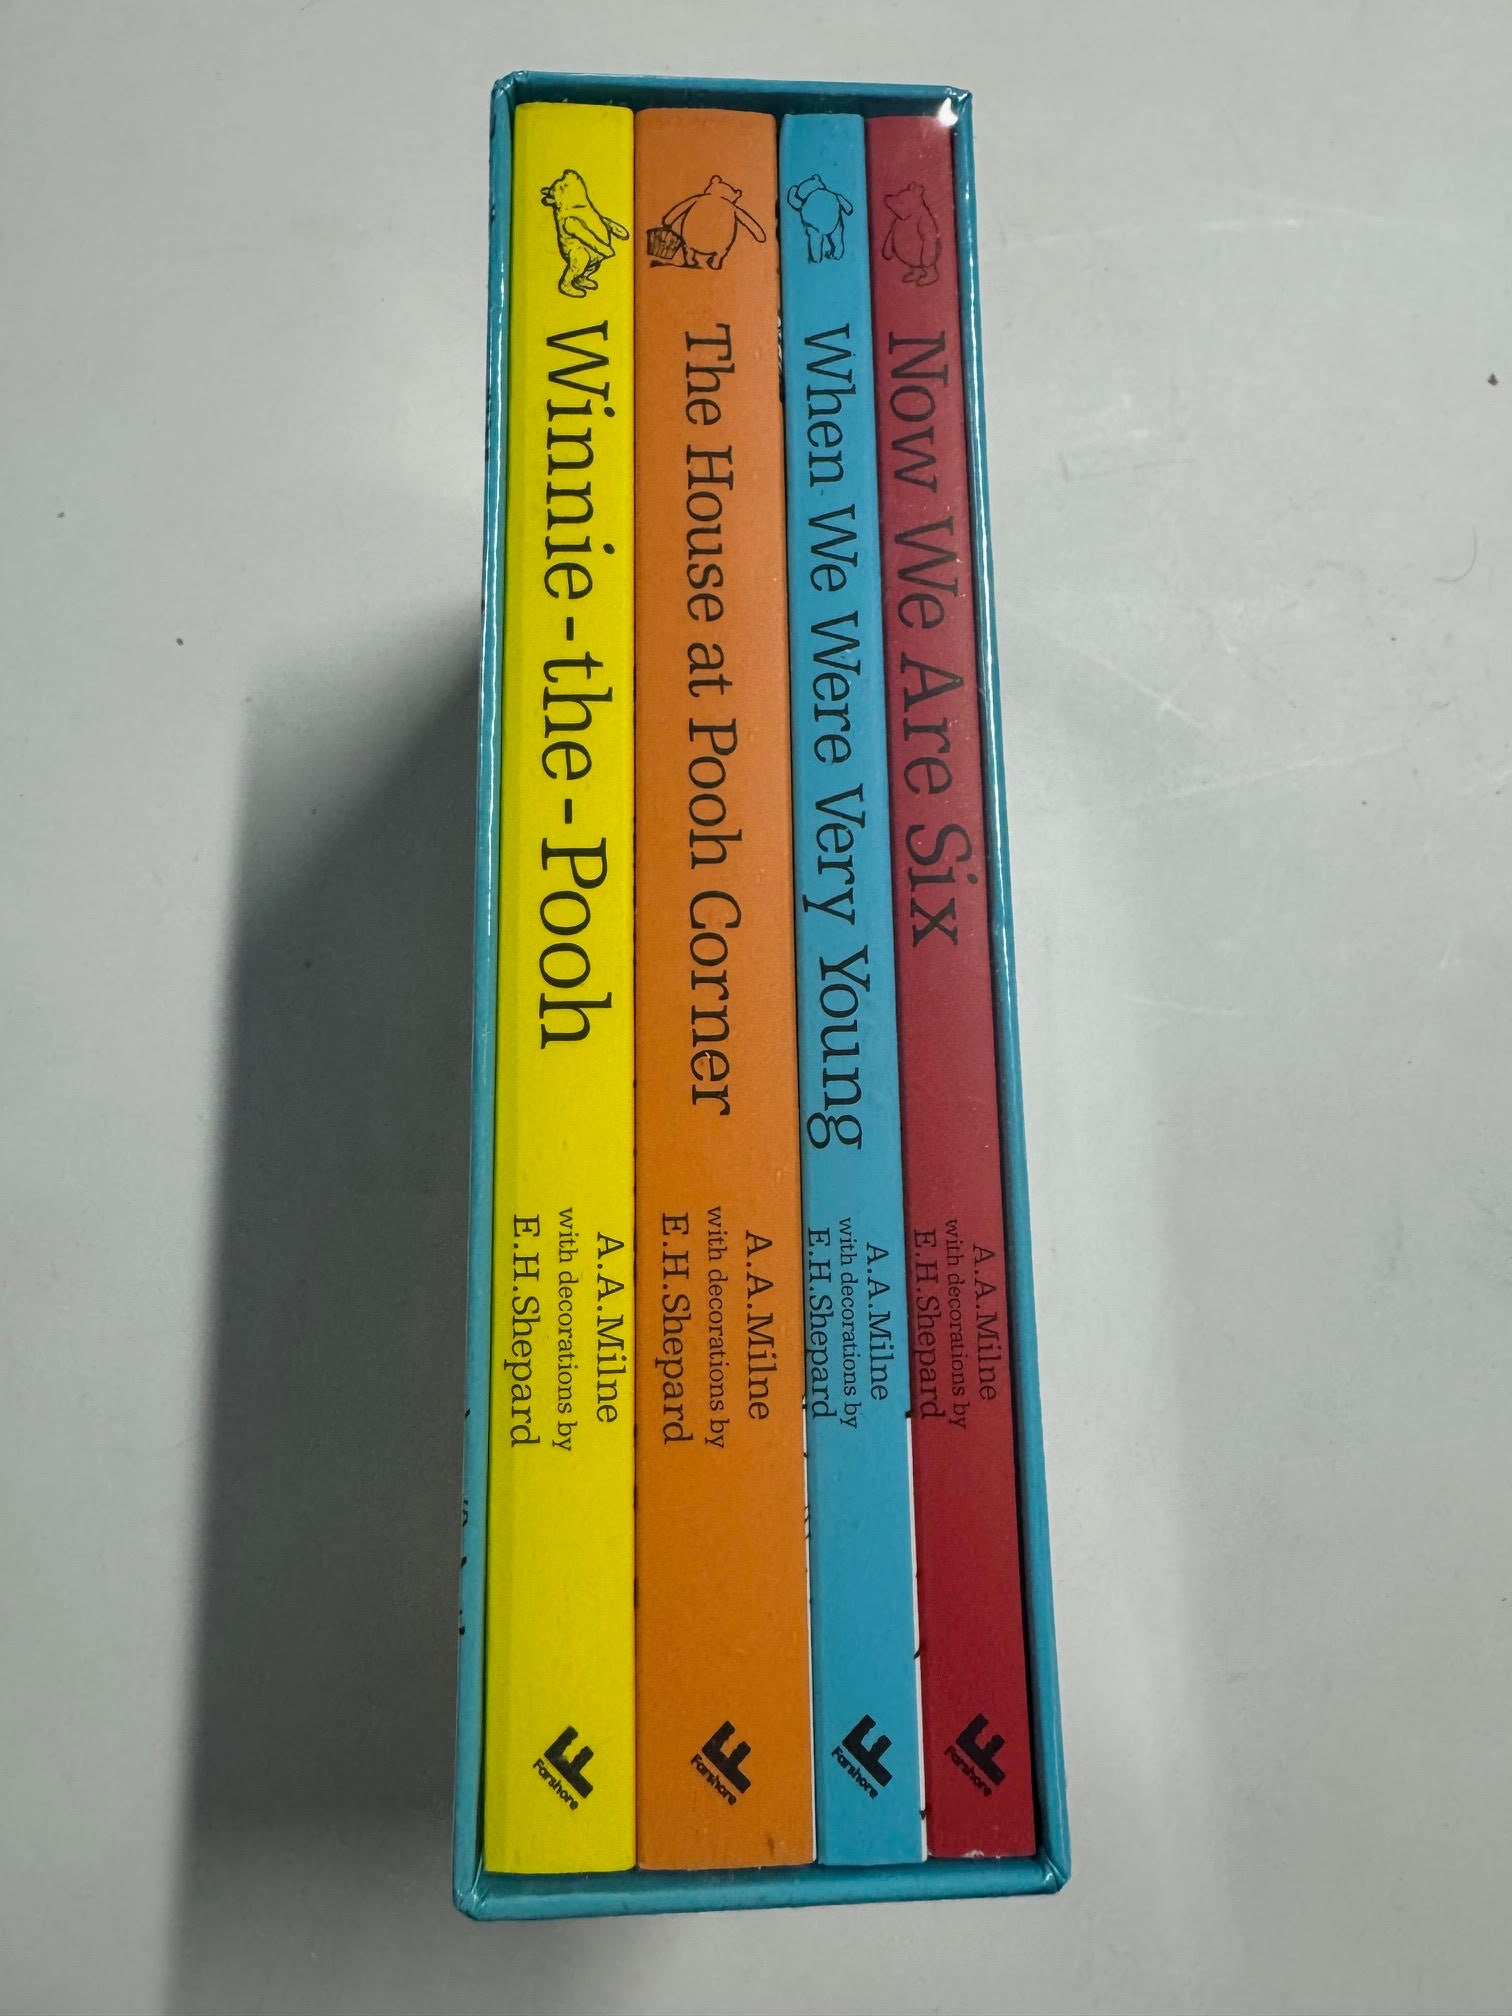 Winnie-the-Pooh
A.A.Milne
with decorations by
E.H.Shepard
Farshore
The House at Pooh Corner
A.A.Milne
with decorations by
E.H.Shepard
Farshore
When We Were Very Young
A.A.Milne
with decorations by
E.H.Shepard
Farshore
Now We Are Six
A.A.Milne
with decorations by
E.H.Shepard
Farshore